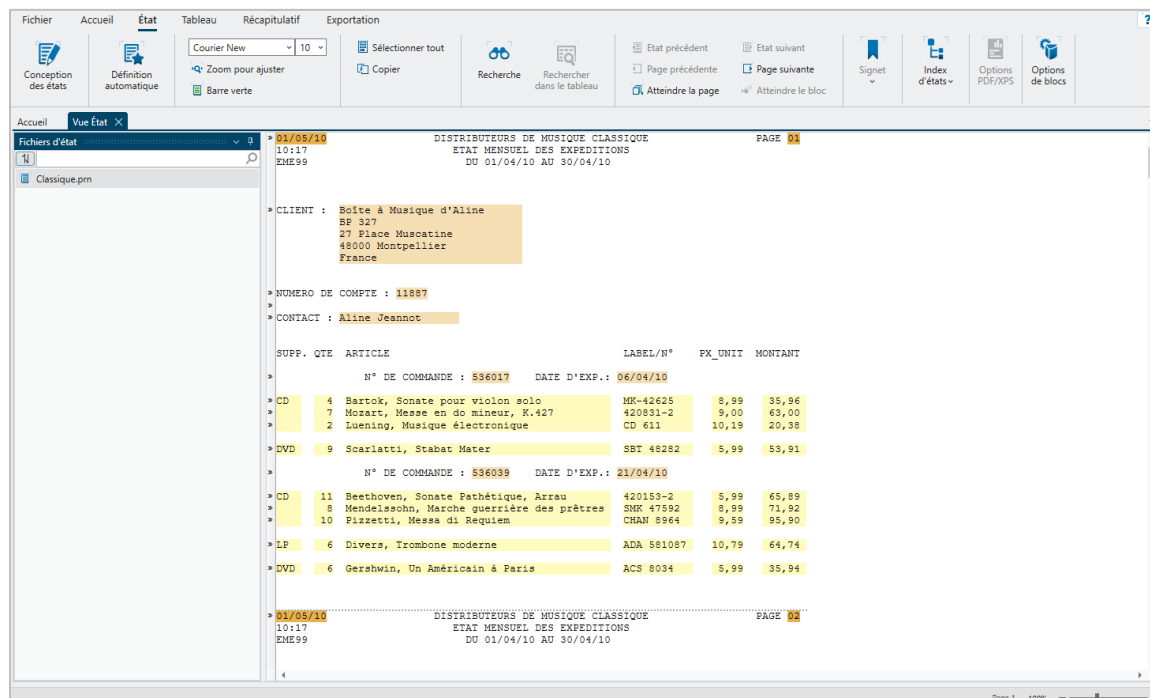 Fichier Accueil État Tableau Récapitulatif Exportation ?
Courier New 10 Sélectionner tout Etat précédent Etat suivant
Zoom pour ajuster Copier Page précédente Page suivante
Barre verte Atteindre la page Atteindre le bloc
Conception des états
Définition automatique
Recherche
Rechercher dans le tableau
Signet
Index d'états
Options PDF/XPS
Options de blocs
Accueil Vue État
Fichiers d'état
Classique.prn
01/05/10 DISTRIBUTEURS DE MUSIQUE CLASSIQUE PAGE 01
10:17 ETAT MENSUEL DES EXPEDITIONS
EME99 DU 01/04/10 AU 30/04/10
CLIENT : Boîte à Musique d'Aline
BP 327
27 Place Muscatine
48000 Montpellier
France
NUMERO DE COMPTE : 11887
CONTACT : Aline Jeannot
SUPP. QTE ARTICLE LABEL/N° PX_UNIT MONTANT
N° DE COMMANDE : 536017 DATE D'EXP.: 06/04/10
CD 4 Bartok, Sonate pour violon solo MK-42625 8,99 35,96
7 Mozart, Messe en do mineur, K.427 420831-2 9,00 63,00
2 Luening, Musique électronique CD 611 10,19 20,38
DVD 9 Scarlatti, Stabat Mater SBT 48282 5,99 53,91
N° DE COMMANDE : 536039 DATE D'EXP.: 21/04/10
CD 11 Beethoven, Sonate Pathétique, Arrau 420153-2 5,99 65,89
8 Mendelssohn, Marche guerrière des prêtres SMK 47592 8,99 71,92
10 Pizzetti, Messa di Requiem CHAN 8964 9,59 95,90
LP 6 Divers, Trombone moderne ADA 581087 10,79 64,74
DVD 6 Gershwin, Un Américain à Paris ACS 8034 5,99 35,94
01/05/10 DISTRIBUTEURS DE MUSIQUE CLASSIQUE PAGE 02
10:17 ETAT MENSUEL DES EXPEDITIONS
EME99 DU 01/04/10 AU 30/04/10
Page 1 100%